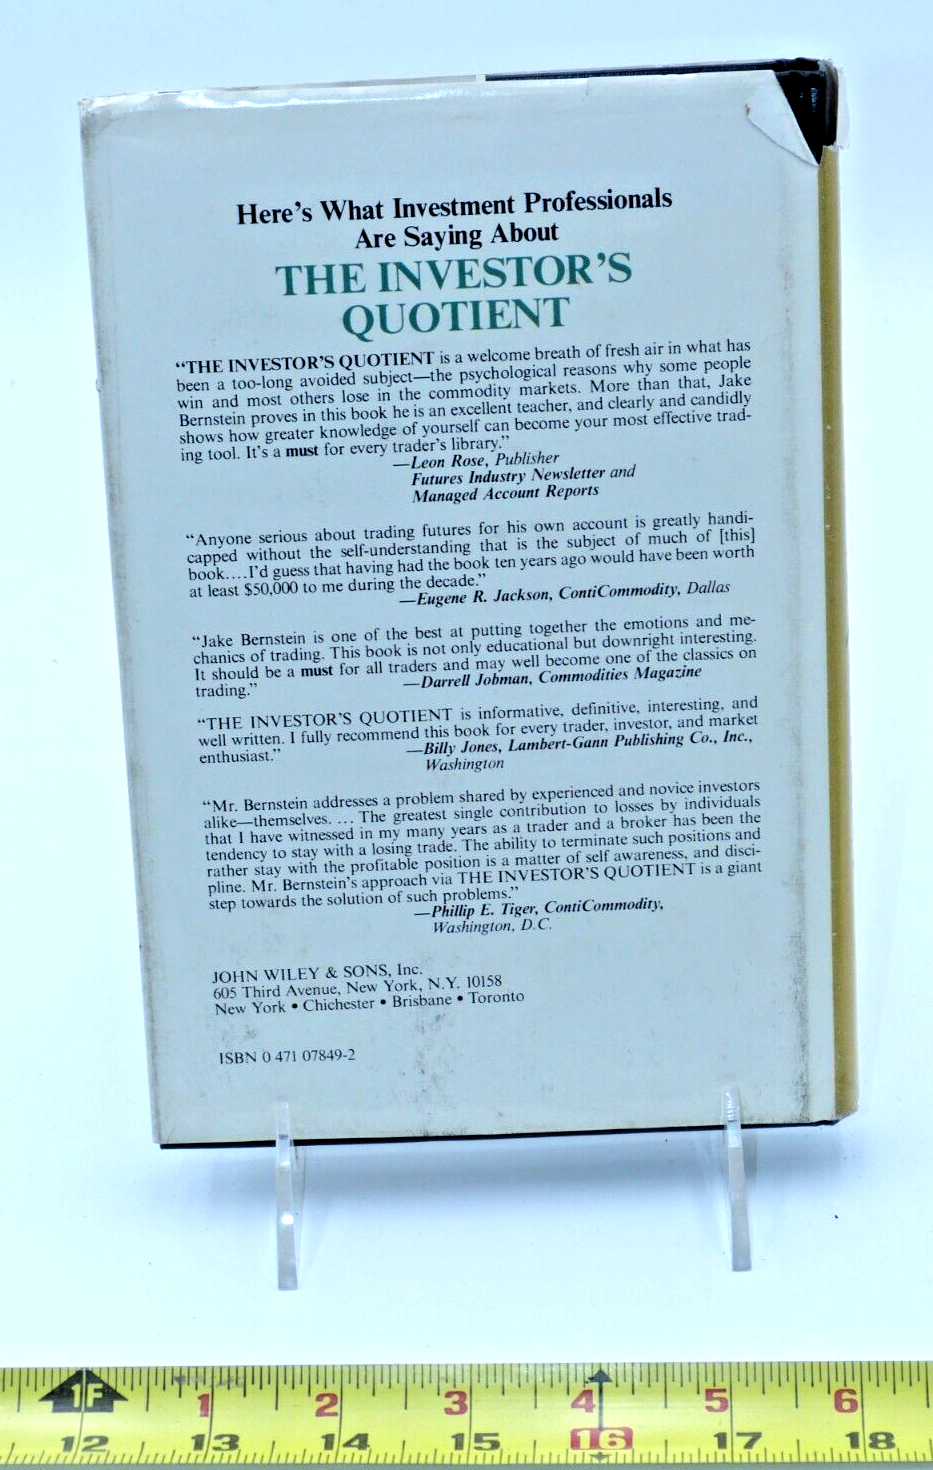 Here's What Investment Professionals
Are Saying About
THE INVESTOR'S
QUOTIENT
“THE INVESTOR'S QUOTIENT is a welcome breath of fresh air in what has
been a too-long avoided subject—the psychological reasons why some people
win and most others lose in the commodity markets. More than that, Jake
Bernstein proves in this book he is an excellent teacher, and clearly and candidly
shows how greater knowledge of yourself can become your most effective trad-
ing tool. It's a must for every trader's library.”
—Leon Rose, Publisher
Futures Industry Newsletter and
Managed Account Reports
“Anyone serious about trading futures for his own account is greatly handi-
capped without the self-understanding that is the subject of much of [this]
book....I'd guess that having had the book ten years ago would have been worth
at least $50,000 to me during the decade.”
—Eugene R. Jackson, ContiCommodity, Dallas
“Jake Bernstein is one of the best at putting together the emotions and me-
chanics of trading. This book is not only educational but downright interesting.
It should be a must for all traders and may well become one of the classics on
trading.”
—Darrell Jobman, Commodities Magazine
“THE INVESTOR'S QUOTIENT is informative, definitive, interesting, and
well written. I fully recommend this book for every trader, investor, and market
enthusiast.”
—Billy Jones, Lambert-Gann Publishing Co., Inc.,
Washington
“Mr. Bernstein addresses a problem shared by experienced and novice investors
alike—themselves. ... The greatest single contribution to losses by individuals
that I have witnessed in my many years as a trader and a broker has been the
tendency to stay with a losing trade. The ability to terminate such positions and
rather stay with the profitable position is a matter of self awareness, and disci-
pline. Mr. Bernstein's approach via THE INVESTOR'S QUOTIENT is a giant
step towards the solution of such problems.”
—Phillip E. Tiger, ContiCommodity,
Washington, D.C.
JOHN WILEY & SONS, Inc.
605 Third Avenue, New York, N.Y. 10158
New York • Chichester • Brisbane • Toronto
ISBN 0 471 07849-2
1F 1 2 3 4 5 6
12 13 14 15 16 17 18